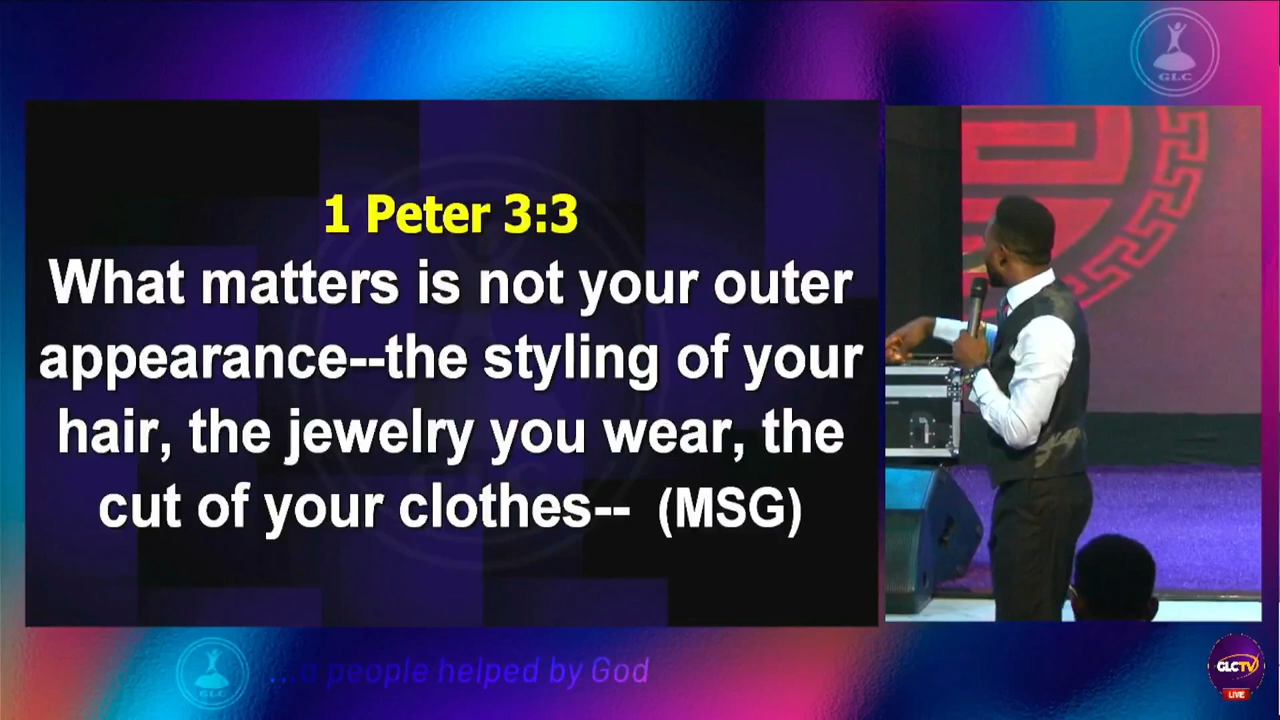 GLC
1 Peter 3:3
What matters is not your outer
appearance--the styling of your
hair, the jewelry you wear, the
cut of your clothes-- (MSG)
GLC
...a people helped by God
GLCTV
LIVE